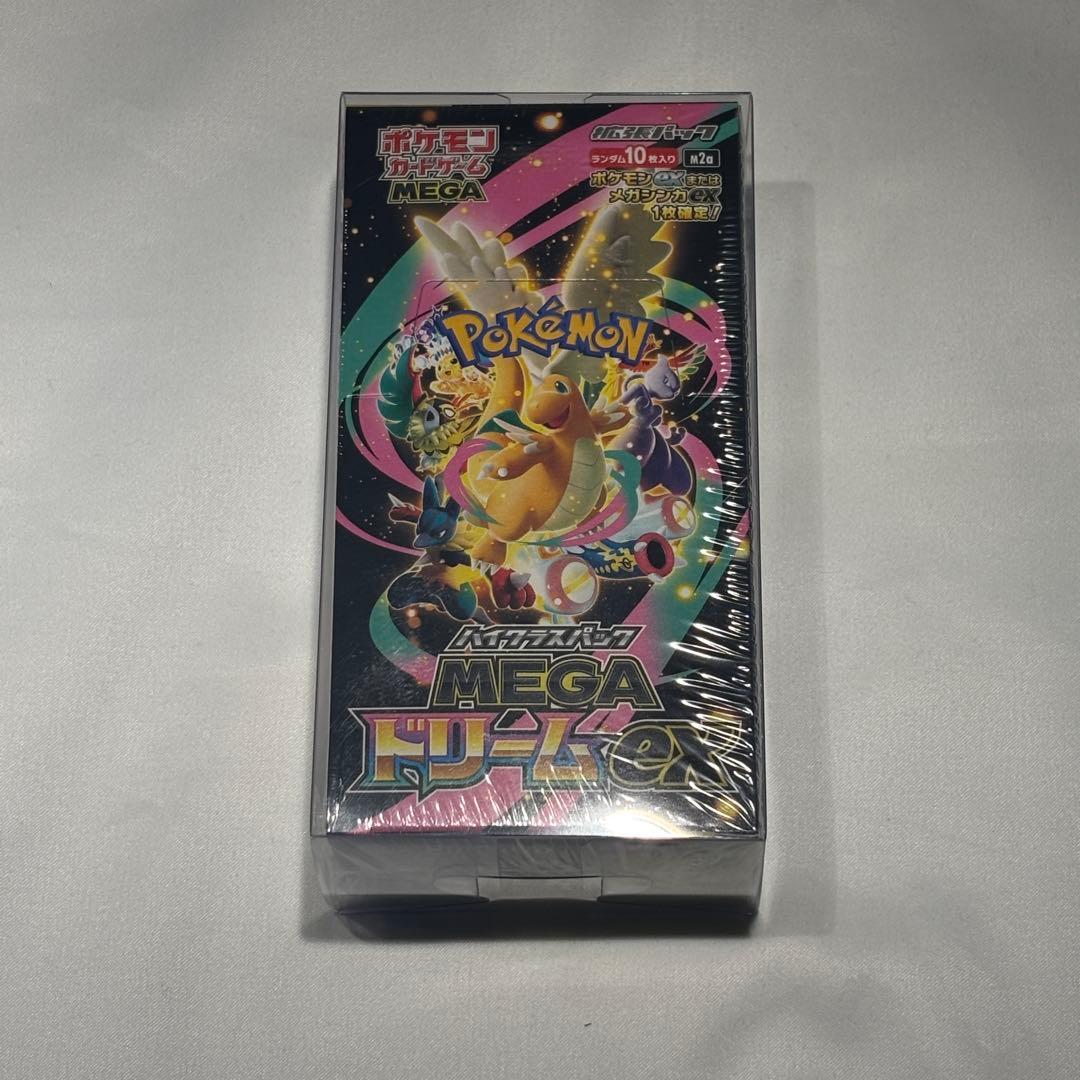 ポケモン
カードゲーム
MEGA
拡張パック
ランダム10枚入り M2a
ポケモンexまたは
メガシンカex
1枚確定!
POKéMON
ハイクラスパック
MEGA
ドリームex